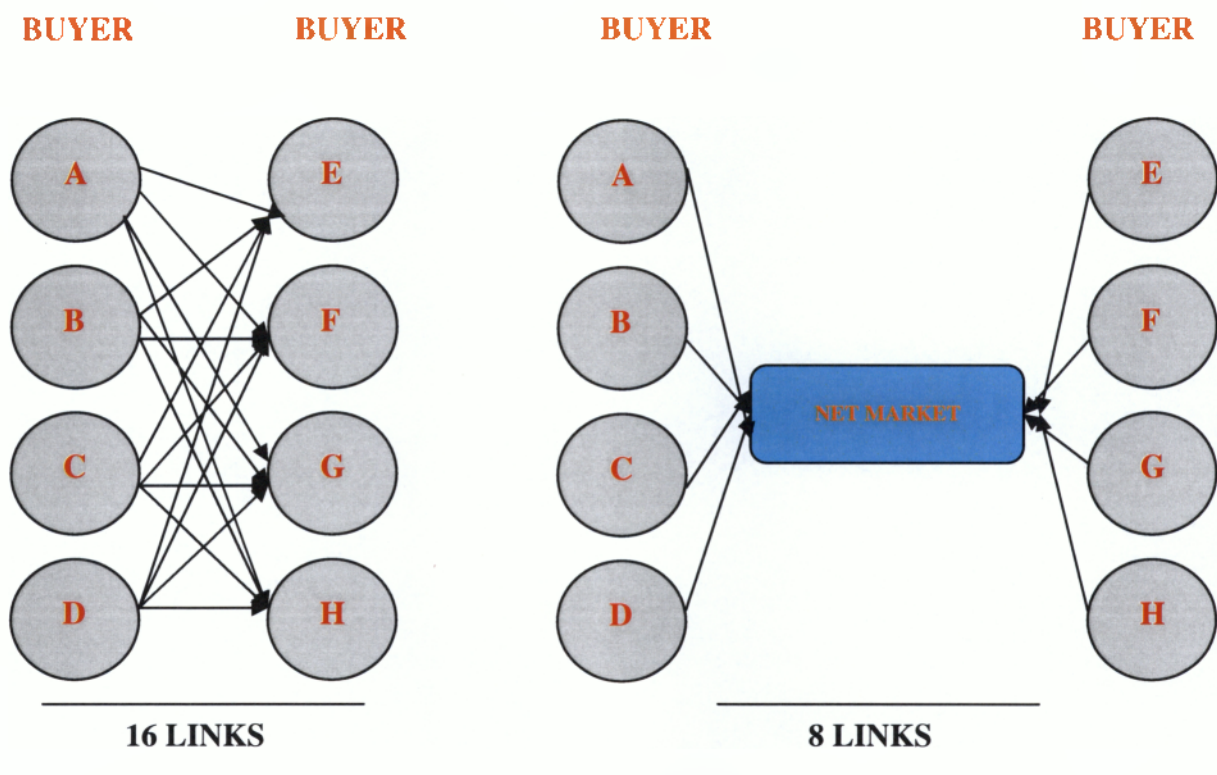 BUYER BUYER BUYER BUYER
A E A E
B F B F
NET MARKET
C G C G
D H D H
16 LINKS 8 LINKS